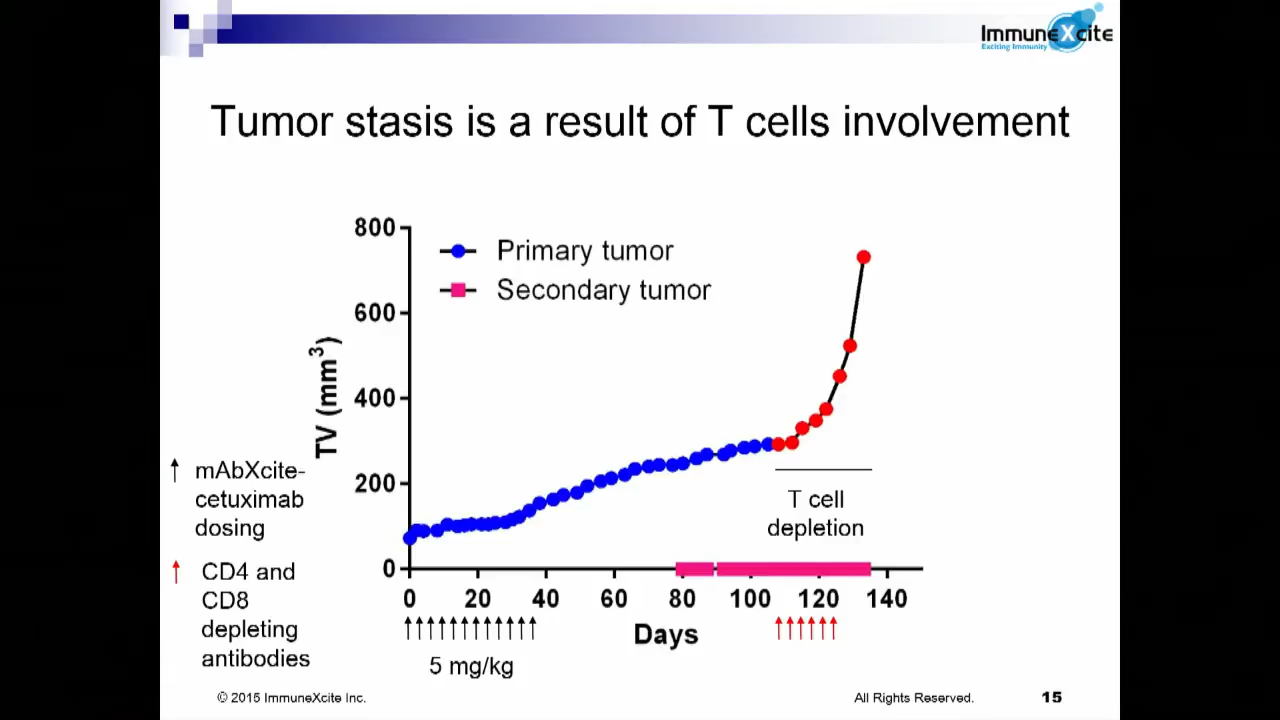 ImmuneXcite
Exciting Immunity
Tumor stasis is a result of T cells involvement
800
600
400
200
0
TV (mm³)
Primary tumor
Secondary tumor
T cell
depletion
0 20 40 60 80 100 120 140
Days
5 mg/kg
mAbXcite-
cetuximab
dosing
CD4 and
CD8
depleting
antibodies
© 2015 ImmuneXcite Inc.
All Rights Reserved.
15